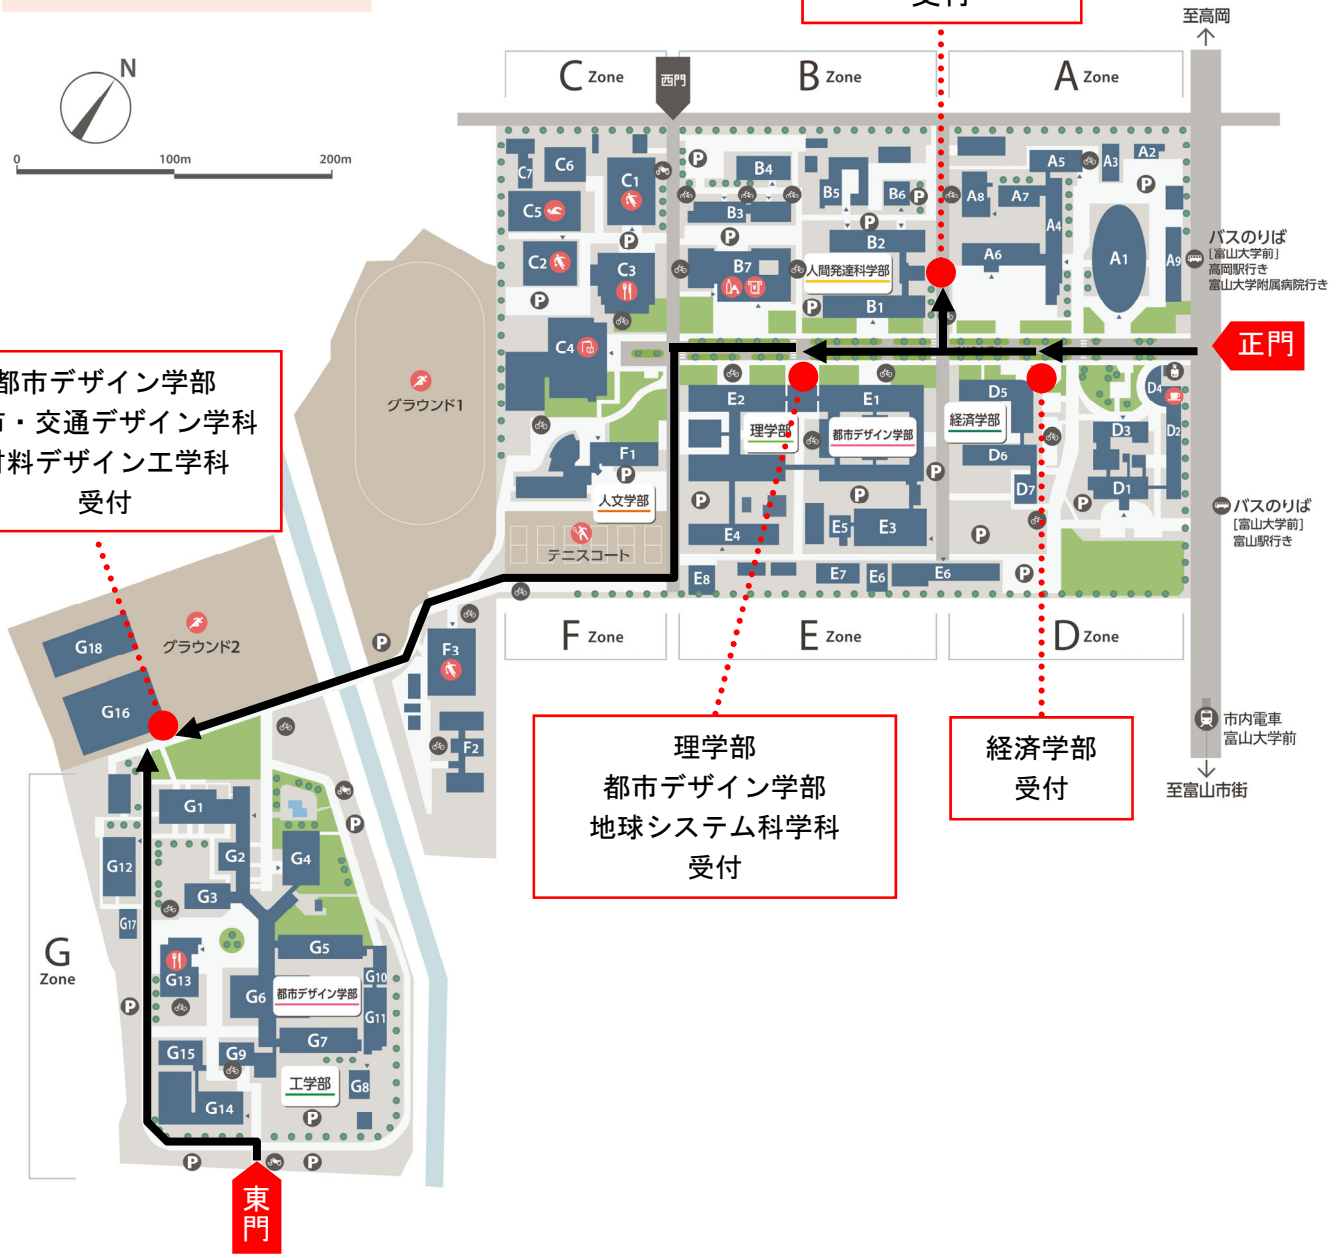 受付
至高岡
N
C Zone
西門
B Zone
A Zone
0 100m 200m
C7
C6
C1
C5
C2
C3
C4
P
B4
B5
B6
B3
B2
B7
人間発達科学部
B1
A5
A3
A2
A8
A7
A4
A6
A1
A9
バスのりば
[富山大学前]
高岡駅行き
富山大学附属病院行き
正門
都市デザイン学部
市・交通デザイン学科
材料デザイン工学科
受付
グラウンド1
F1
人文学部
テニスコート
E2
E1
理学部
都市デザイン学部
D5
経済学部
D6
D7
D4
D3
D2
D1
E4
E5
E3
E8
E7
E6
E6
バスのりば
[富山大学前]
富山駅行き
F Zone
E Zone
D Zone
F3
F2
G18
グラウンド2
G16
理学部
都市デザイン学部
地球システム科学科
受付
経済学部
受付
市内電車
富山大学前
至富山市街
G1
G2
G4
G12
G3
G17
G5
G
Zone
G13
G6
都市デザイン学部
G10
G11
G7
G15
G9
工学部
G8
G14
東門